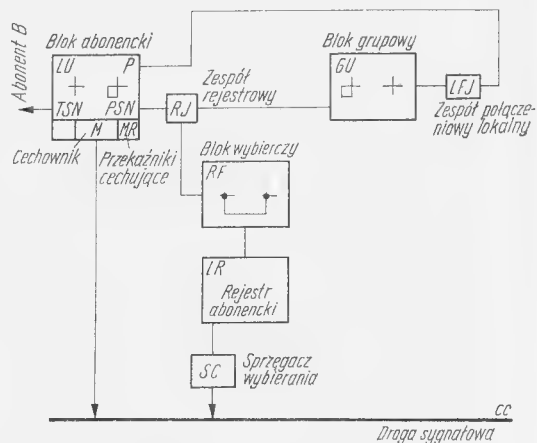 Blok abonencki
Blok grupowy
LU
P
GU
Abonent B
Zespół
rejestrowy
LFJ
TSN
PSN
RJ
Zespół połącze-
niowy lokalny
M
MR
Cechownik
Przekaźniki
cechujące
Blok wybierczy
RF
LR
Rejestr
abonencki
SC
Sprzęgacz
wybierania
CC
Droga sygnałowa